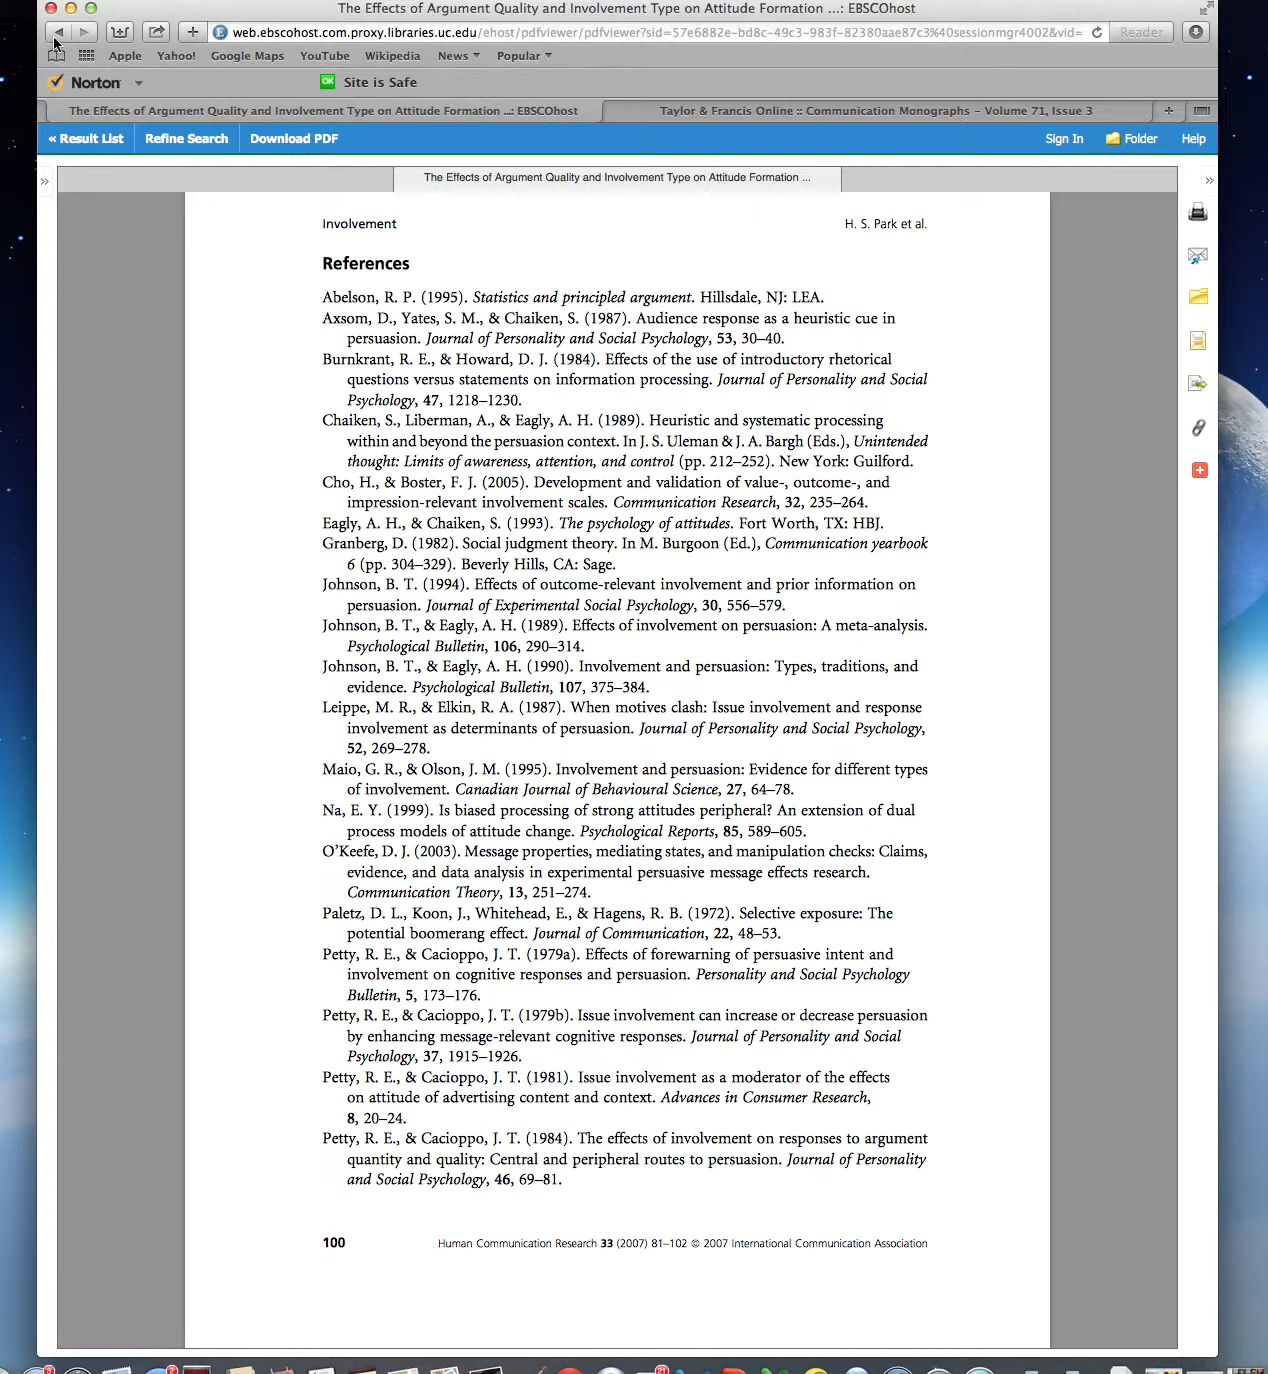 The Effects of Argument Quality and Involvement Type on Attitude Formation ...: EBSCOhost
web.ebscohost.com.proxy.libraries.uc.edu/ehost/pdfviewer/pdfviewer?sid=57e6882e-bd8c-49c3-983f-82380aae87c3%40sessionmgr4002&vid= Reader
Apple Yahoo! Google Maps YouTube Wikipedia News Popular
Norton OK Site is Safe
The Effects of Argument Quality and Involvement Type on Attitude Formation ...: EBSCOhost Taylor & Francis Online :: Communication Monographs – Volume 71, Issue 3
« Result List Refine Search Download PDF Sign In Folder Help
The Effects of Argument Quality and Involvement Type on Attitude Formation ...
Involvement H. S. Park et al.
References
Abelson, R. P. (1995). Statistics and principled argument. Hillsdale, NJ: LEA.
Axsom, D., Yates, S. M., & Chaiken, S. (1987). Audience response as a heuristic cue in
persuasion. Journal of Personality and Social Psychology, 53, 30–40.
Burnkrant, R. E., & Howard, D. J. (1984). Effects of the use of introductory rhetorical
questions versus statements on information processing. Journal of Personality and Social
Psychology, 47, 1218–1230.
Chaiken, S., Liberman, A., & Eagly, A. H. (1989). Heuristic and systematic processing
within and beyond the persuasion context. In J. S. Uleman & J. A. Bargh (Eds.), Unintended
thought: Limits of awareness, attention, and control (pp. 212–252). New York: Guilford.
Cho, H., & Boster, F. J. (2005). Development and validation of value-, outcome-, and
impression-relevant involvement scales. Communication Research, 32, 235–264.
Eagly, A. H., & Chaiken, S. (1993). The psychology of attitudes. Fort Worth, TX: HBJ.
Granberg, D. (1982). Social judgment theory. In M. Burgoon (Ed.), Communication yearbook
6 (pp. 304–329). Beverly Hills, CA: Sage.
Johnson, B. T. (1994). Effects of outcome-relevant involvement and prior information on
persuasion. Journal of Experimental Social Psychology, 30, 556–579.
Johnson, B. T., & Eagly, A. H. (1989). Effects of involvement on persuasion: A meta-analysis.
Psychological Bulletin, 106, 290–314.
Johnson, B. T., & Eagly, A. H. (1990). Involvement and persuasion: Types, traditions, and
evidence. Psychological Bulletin, 107, 375–384.
Leippe, M. R., & Elkin, R. A. (1987). When motives clash: Issue involvement and response
involvement as determinants of persuasion. Journal of Personality and Social Psychology,
52, 269–278.
Maio, G. R., & Olson, J. M. (1995). Involvement and persuasion: Evidence for different types
of involvement. Canadian Journal of Behavioural Science, 27, 64–78.
Na, E. Y. (1999). Is biased processing of strong attitudes peripheral? An extension of dual
process models of attitude change. Psychological Reports, 85, 589–605.
O'Keefe, D. J. (2003). Message properties, mediating states, and manipulation checks: Claims,
evidence, and data analysis in experimental persuasive message effects research.
Communication Theory, 13, 251–274.
Paletz, D. L., Koon, J., Whitehead, E., & Hagens, R. B. (1972). Selective exposure: The
potential boomerang effect. Journal of Communication, 22, 48–53.
Petty, R. E., & Cacioppo, J. T. (1979a). Effects of forewarning of persuasive intent and
involvement on cognitive responses and persuasion. Personality and Social Psychology
Bulletin, 5, 173–176.
Petty, R. E., & Cacioppo, J. T. (1979b). Issue involvement can increase or decrease persuasion
by enhancing message-relevant cognitive responses. Journal of Personality and Social
Psychology, 37, 1915–1926.
Petty, R. E., & Cacioppo, J. T. (1981). Issue involvement as a moderator of the effects
on attitude of advertising content and context. Advances in Consumer Research,
8, 20–24.
Petty, R. E., & Cacioppo, J. T. (1984). The effects of involvement on responses to argument
quantity and quality: Central and peripheral routes to persuasion. Journal of Personality
and Social Psychology, 46, 69–81.
100 Human Communication Research 33 (2007) 81–102 © 2007 International Communication Association
3 2 21